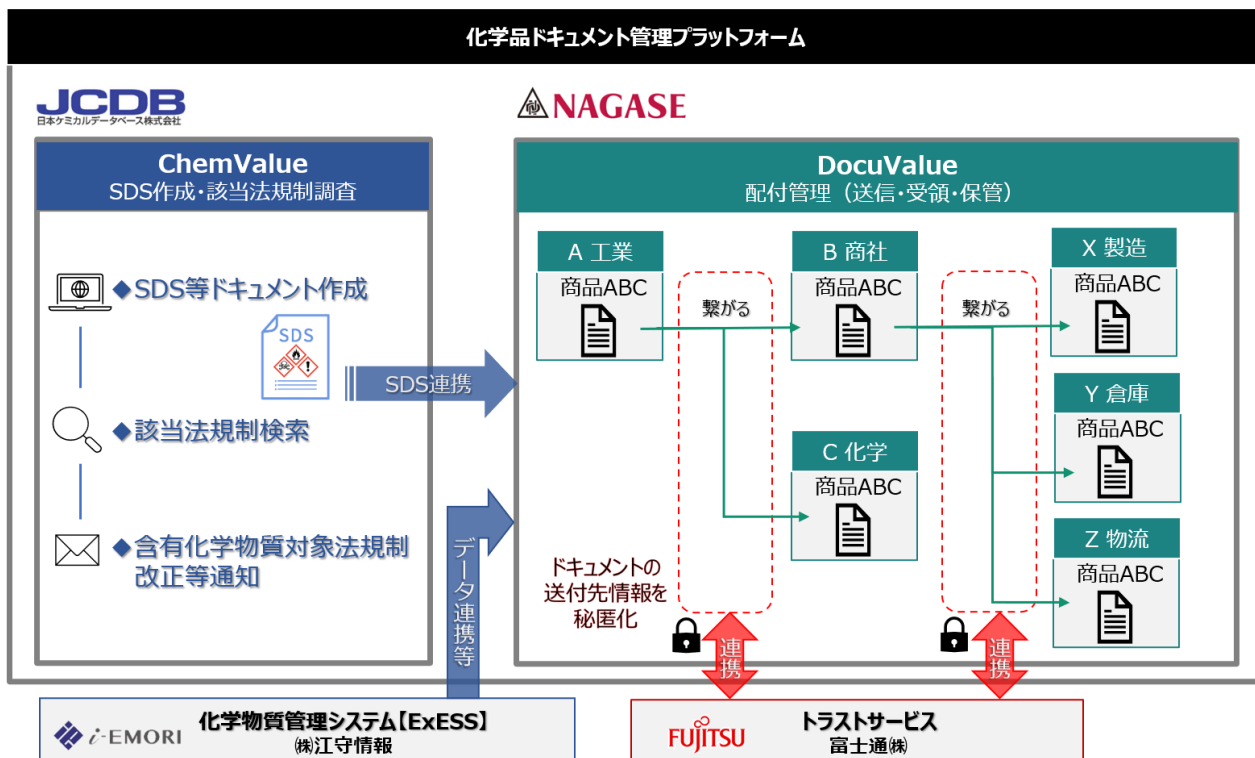 化学品ドキュメント管理プラットフォーム
JCDB
日本ケミカルデータベース株式会社
NAGASE
ChemValue
SDS作成・該当法規制調査
◆SDS等ドキュメント作成
SDS
SDS連携
◆該当法規制検索
◆含有化学物質対象法規制
改正等通知
データ連携等
DocuValue
配付管理（送信・受領・保管）
A 工業
商品ABC
繋がる
B 商社
商品ABC
繋がる
X 製造
商品ABC
Y 倉庫
商品ABC
C 化学
商品ABC
Z 物流
商品ABC
ドキュメントの
送付先情報を
秘匿化
連携
連携
i-EMORI
化学物質管理システム【ExESS】
㈱江守情報
FUJITSU
トラストサービス
富士通㈱